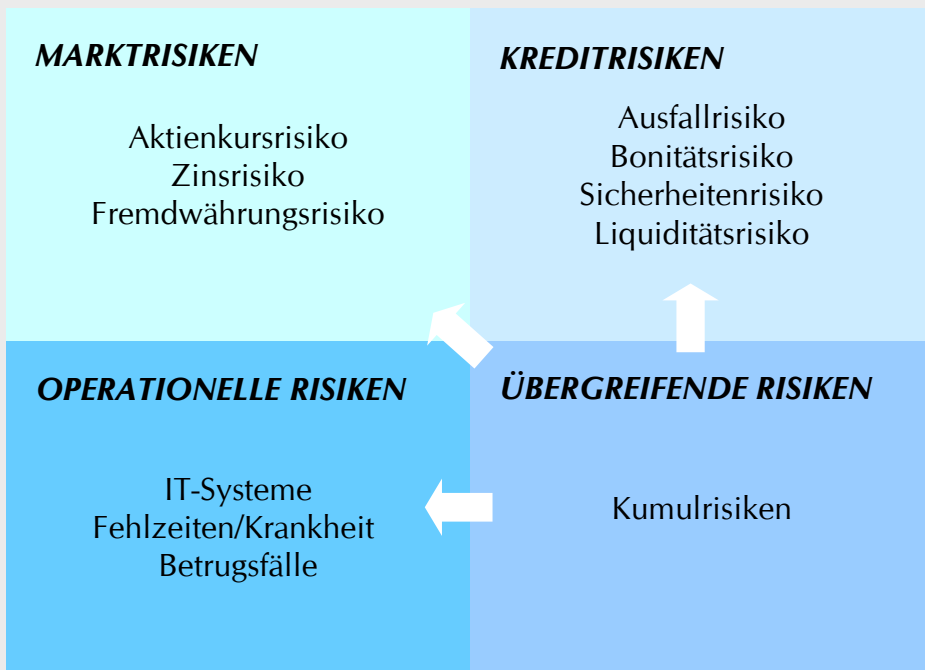 MARKTRISIKEN
Aktienkursrisiko
Zinsrisiko
Fremdwährungsrisiko
KREDITRISIKEN
Ausfallrisiko
Bonitätsrisiko
Sicherheitenrisiko
Liquiditätsrisiko
OPERATIONELLE RISIKEN
IT-Systeme
Fehlzeiten/Krankheit
Betrugsfälle
ÜBERGREIFENDE RISIKEN
Kumulrisiken